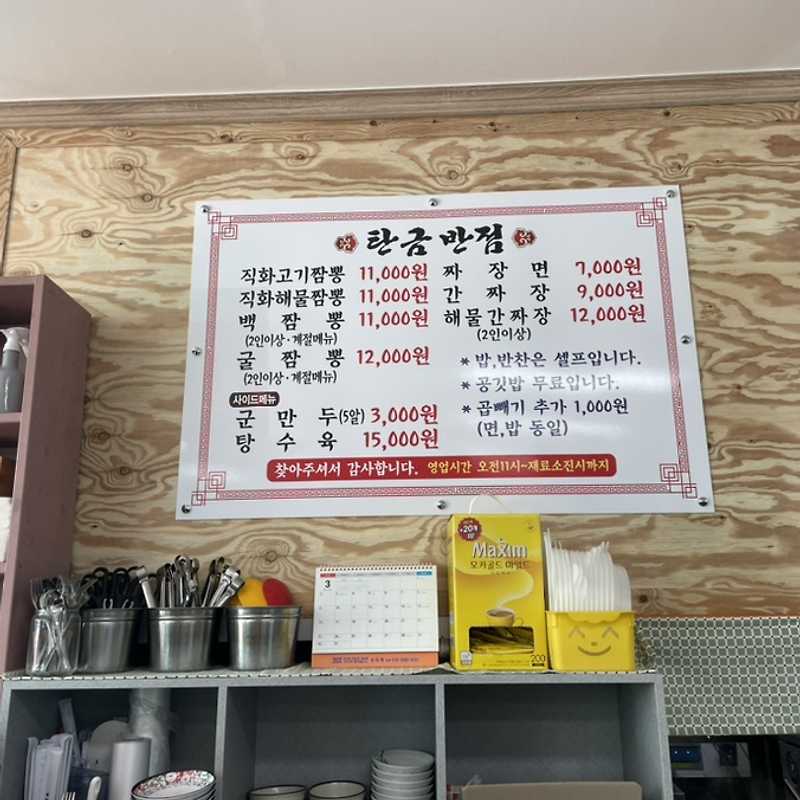 탄금반점
직화고기짬뽕 11,000원
직화해물짬뽕 11,000원
백짬뽕 11,000원
(2인이상·계절메뉴)
굴짬뽕 12,000원
(2인이상·계절메뉴)
사이드메뉴
군만두(5알) 3,000원
탕수육 15,000원
짜장면 7,000원
간짜장 9,000원
해물간짜장 12,000원
(2인이상)
* 밥,반찬은 셀프입니다.
* 공깃밥 무료입니다.
* 곱빼기 추가 1,000원
(면,밥 동일)
찾아주셔서 감사합니다. 영업시간 오전11시~재료소진시까지
3
+20개
Maxim
모카골드 마일드
200